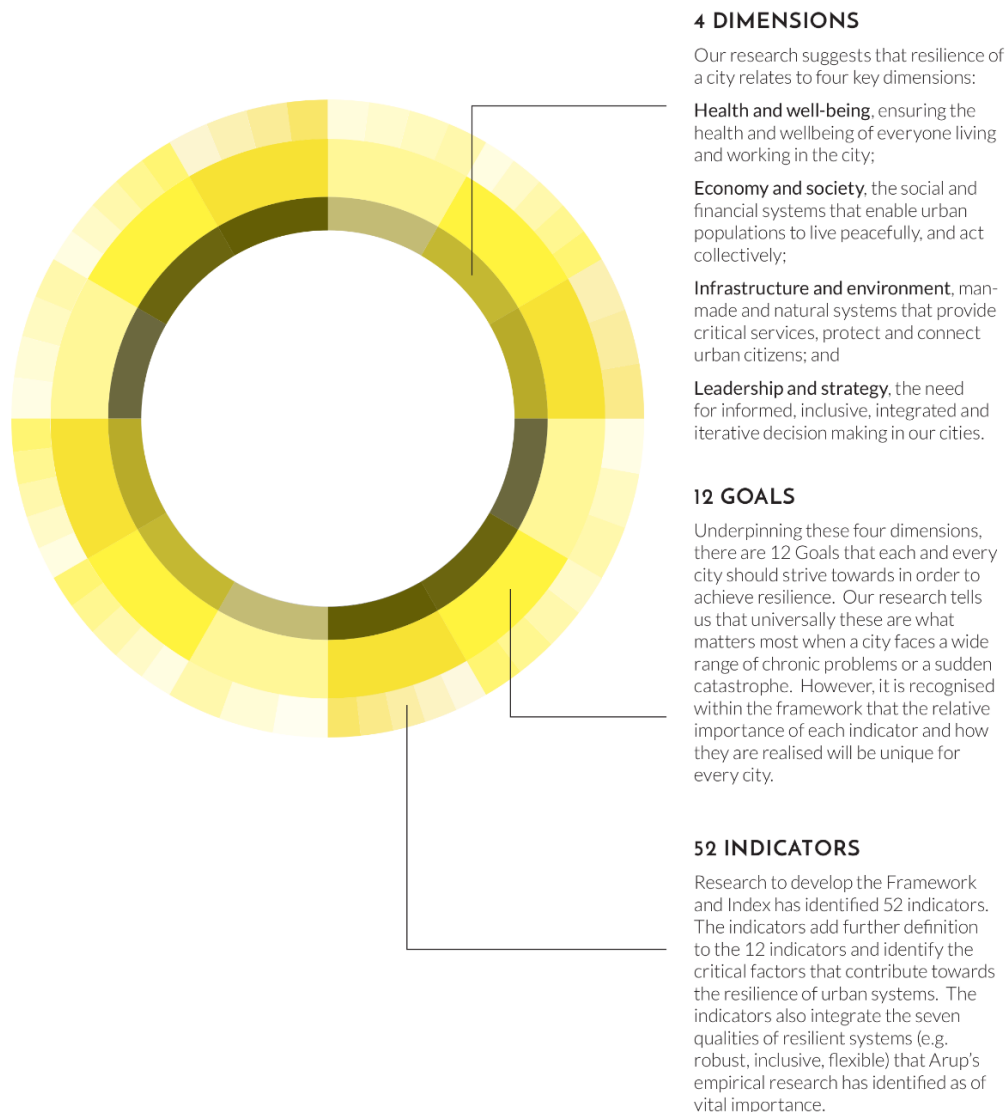 4 DIMENSIONS
Our research suggests that resilience of
a city relates to four key dimensions:
Health and well-being, ensuring the
health and wellbeing of everyone living
and working in the city;
Economy and society, the social and
financial systems that enable urban
populations to live peacefully, and act
collectively;
Infrastructure and environment, man-
made and natural systems that provide
critical services, protect and connect
urban citizens; and
Leadership and strategy, the need
for informed, inclusive, integrated and
iterative decision making in our cities.
12 GOALS
Underpinning these four dimensions,
there are 12 Goals that each and every
city should strive towards in order to
achieve resilience. Our research tells
us that universally these are what
matters most when a city faces a wide
range of chronic problems or a sudden
catastrophe. However, it is recognised
within the framework that the relative
importance of each indicator and how
they are realised will be unique for
every city.
52 INDICATORS
Research to develop the Framework
and Index has identified 52 indicators.
The indicators add further definition
to the 12 indicators and identify the
critical factors that contribute towards
the resilience of urban systems. The
indicators also integrate the seven
qualities of resilient systems (e.g.
robust, inclusive, flexible) that Arup's
empirical research has identified as of
vital importance.